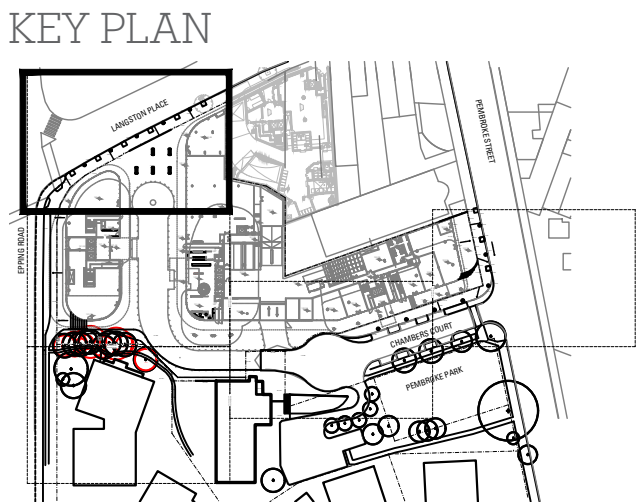 KEY PLAN
LANGSTON PLACE
PEMBROKE STREET
EPPING ROAD
CHAMBERS COURT
PEMBROKE PARK